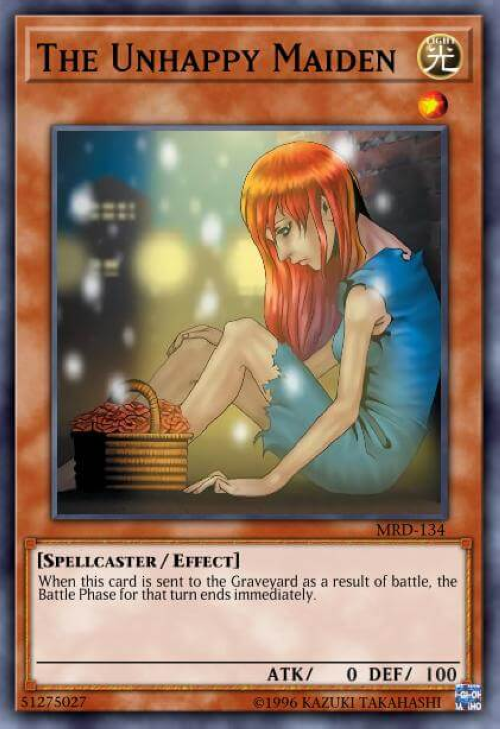 THE UNHAPPY MAIDEN
LIGHT
光
MRD-134
[SPELLCASTER / EFFECT]
When this card is sent to the Graveyard as a result of battle, the
Battle Phase for that turn ends immediately.
ATK/ 0 DEF/ 100
51275027
©1996 KAZUKI TAKAHASHI